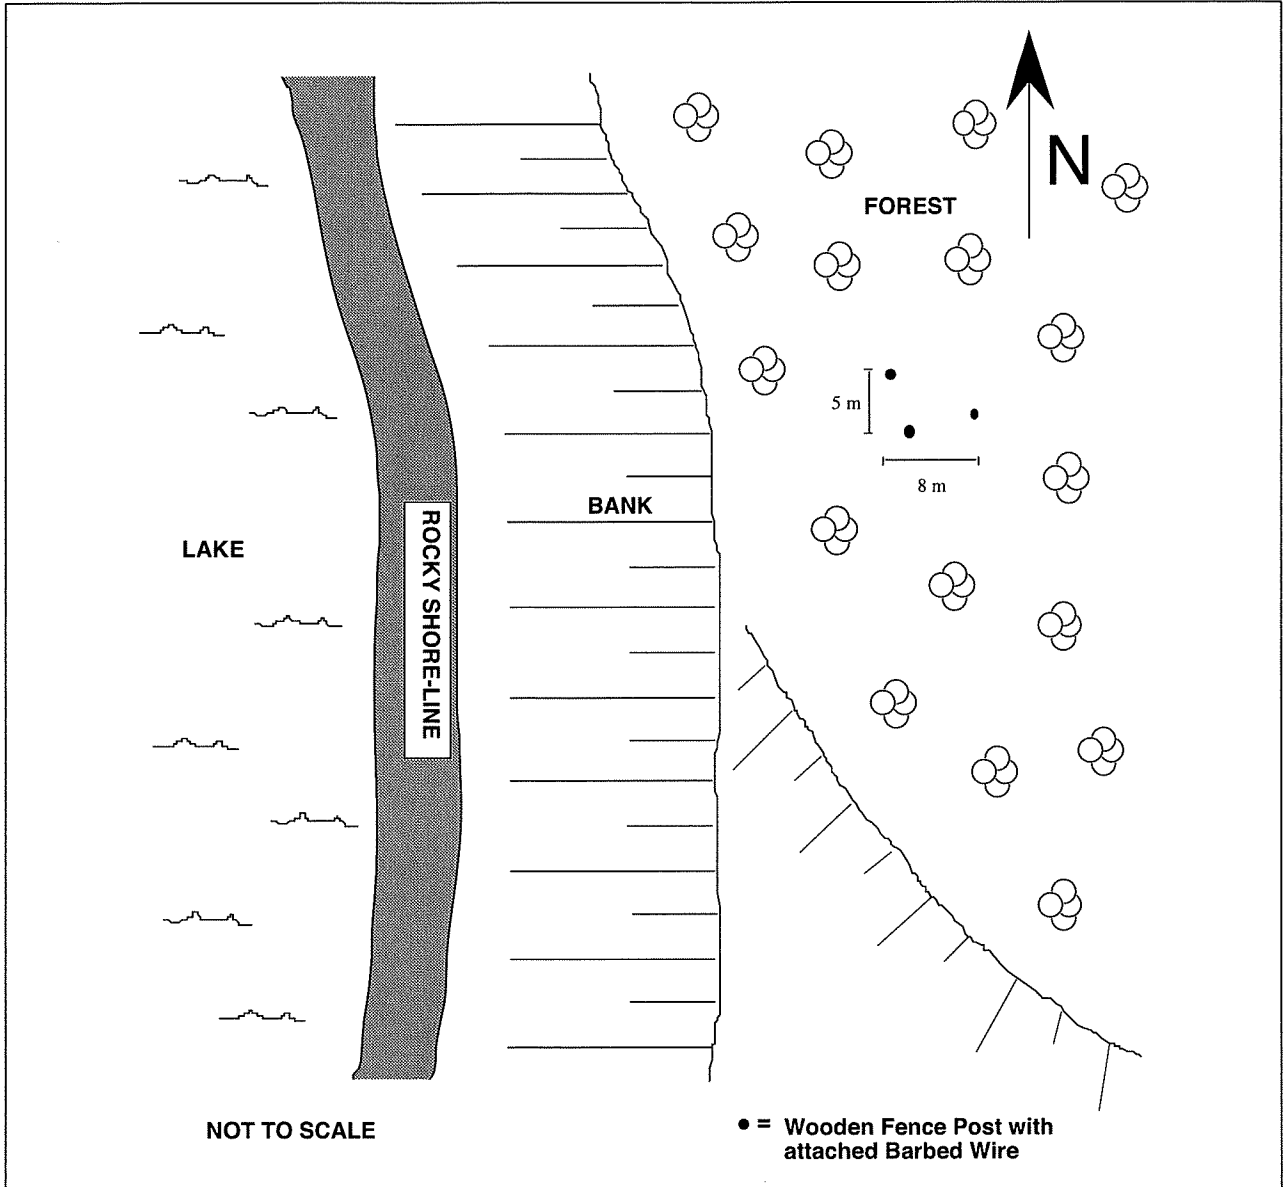 N
FOREST
5 m
8 m
BANK
LAKE
ROCKY SHORE-LINE
NOT TO SCALE
= Wooden Fence Post with
attached Barbed Wire